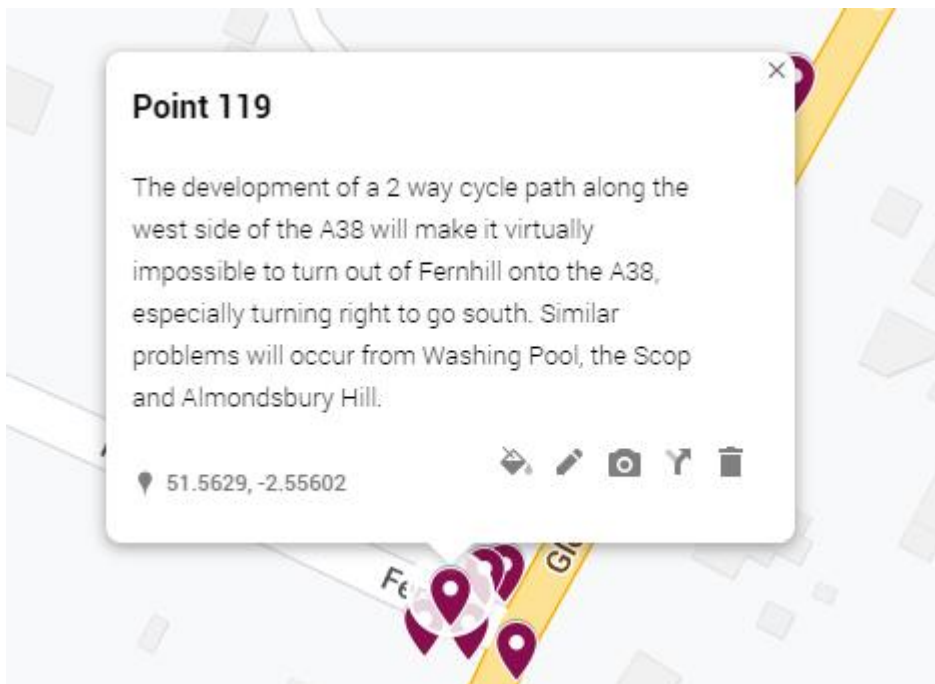 Point 119
The development of a 2 way cycle path along the
west side of the A38 will make it virtually
impossible to turn out of Fernhill onto the A38,
especially turning right to go south. Similar
problems will occur from Washing Pool, the Scop
and Almondsbury Hill.
51.5629, -2.55602
Fe
Glo